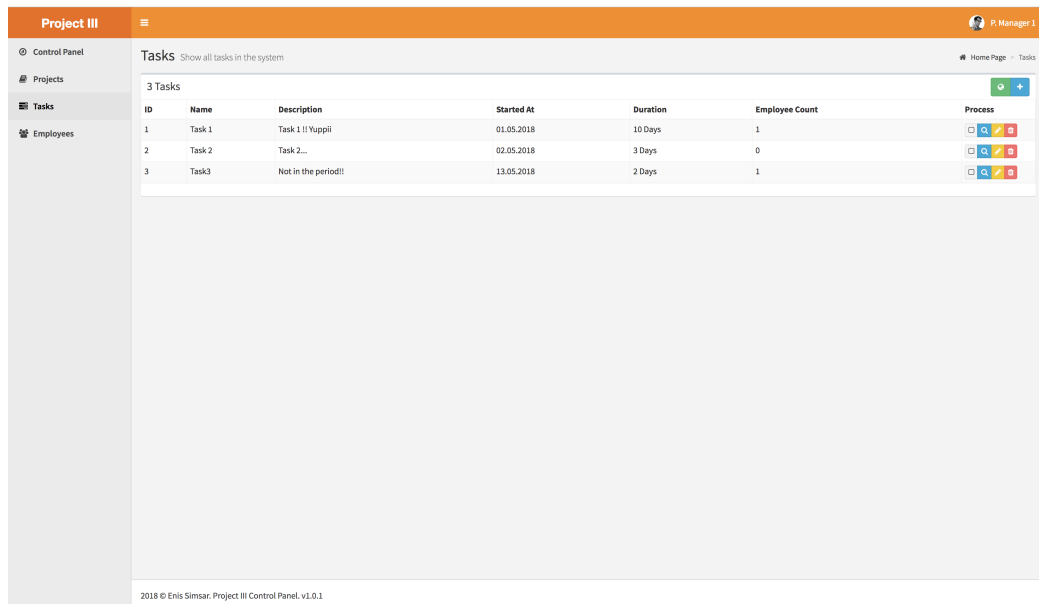 Project III
P. Manager 1
Control Panel
Projects
Tasks
Employees
Tasks Show all tasks in the system
Home Page > Tasks
3 Tasks
ID Name Description Started At Duration Employee Count Process
1 Task 1 Task 1 !! Yuppii 01.05.2018 10 Days 1
2 Task 2 Task 2... 02.05.2018 3 Days 0
3 Task3 Not in the period!! 13.05.2018 2 Days 1
2018 © Enis Simsar. Project III Control Panel. v1.0.1